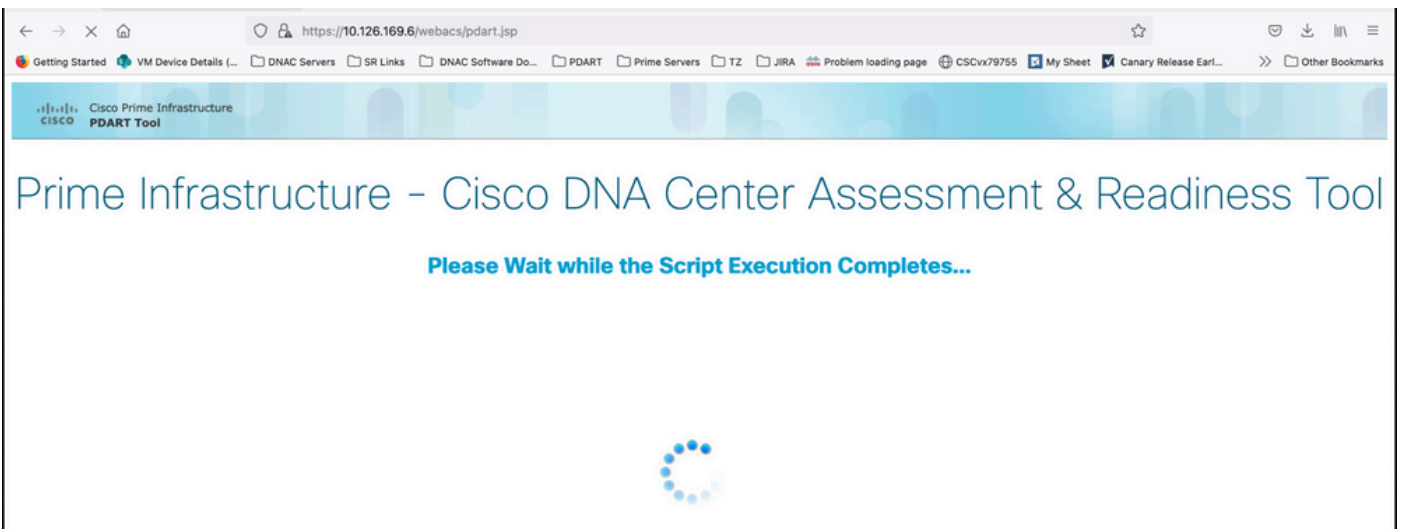 https://10.126.169.6/webacs/pdart.jsp
Getting Started VM Device Details (... DNAC Servers SR Links DNAC Software Do... PDART Prime Servers TZ JIRA Problem loading page CSCvx79755 My Sheet Canary Release Earl... Other Bookmarks
CISCO Cisco Prime Infrastructure
PDART Tool
Prime Infrastructure - Cisco DNA Center Assessment & Readiness Tool
Please Wait while the Script Execution Completes...